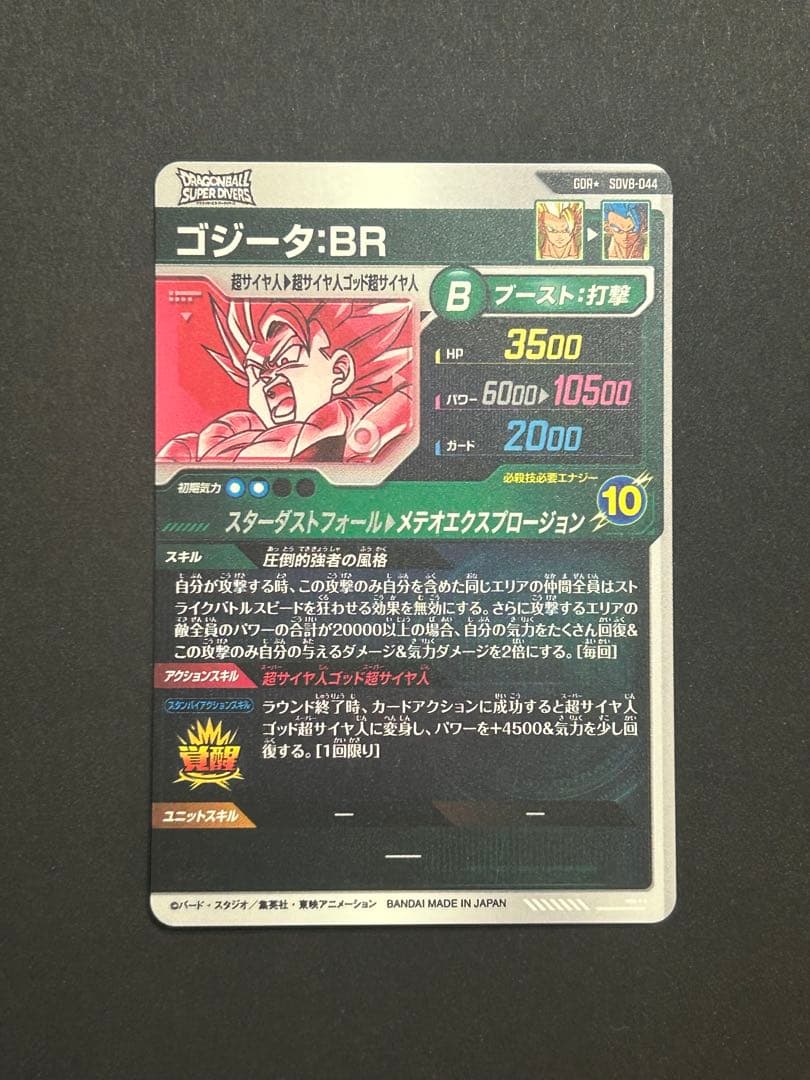 DRAGONBALL
SUPER DIVERS
GDR★ SDV8-044
ゴジータ:BR
超サイヤ人▶超サイヤ人ゴッド超サイヤ人
B ブースト:打撃
HP 3500
パワー 6000▶10500
ガード 2000
初期気力
必殺技必要エナジー
10
スターダストフォール▶メテオエクスプロージョン
スキル 圧倒的強者の風格
自分が攻撃する時、この攻撃のみ自分を含めた同じエリアの仲間全員はスト
ライクバトルスピードを狂わせる効果を無効にする。さらに攻撃するエリアの
敵全員のパワーの合計が20000以上の場合、自分の気力をたくさん回復&
この攻撃のみ自分の与えるダメージ&気力ダメージを2倍にする。[毎回]
アクションスキル 超サイヤ人ゴッド超サイヤ人
スタンバイアクションスキル
覚醒
ラウンド終了時、カードアクションに成功すると超サイヤ人
ゴッド超サイヤ人に変身し、パワーを+4500&気力を少し回
復する。[1回限り]
ユニットスキル ー ー
ー
©バード・スタジオ/集英社・東映アニメーション BANDAI MADE IN JAPAN